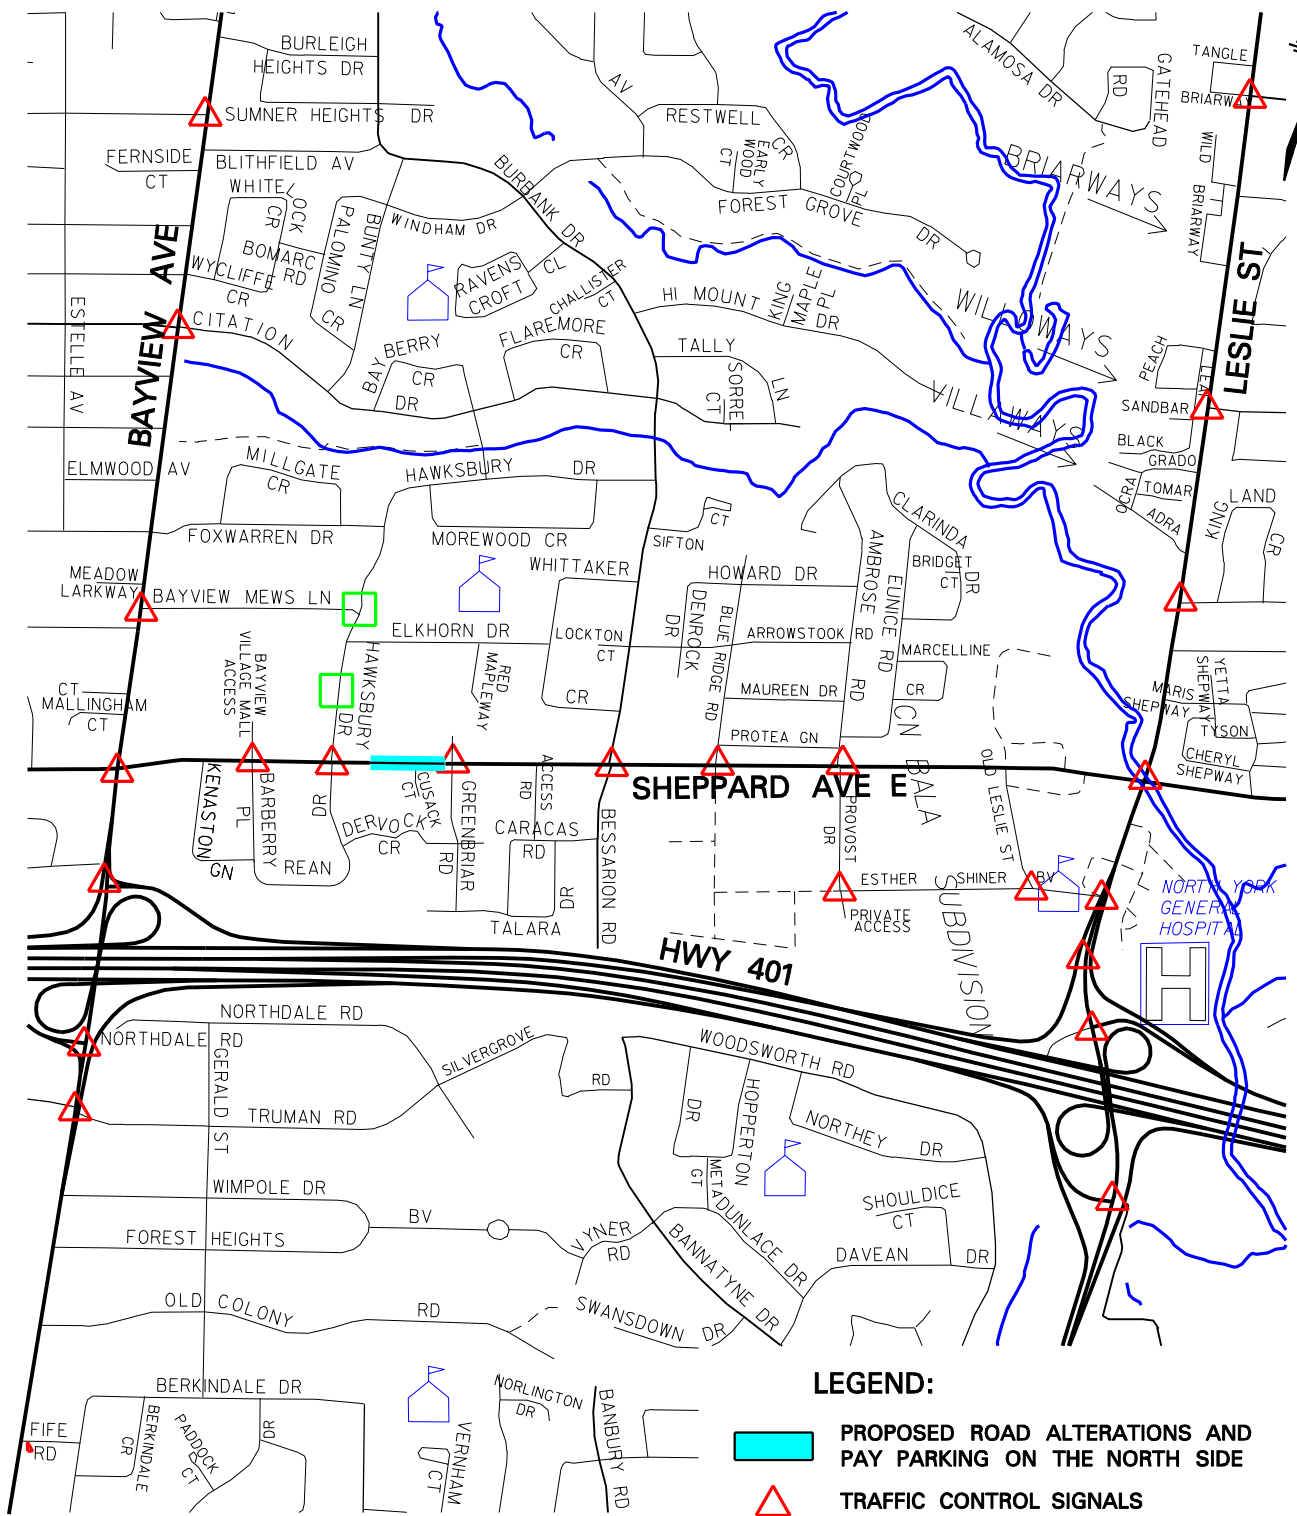 BURLEIGH
HEIGHTS DR
SUMNER HEIGHTS DR
FERNSIDE
CT
BLITHFIELD AV
WHITELOCK
CR
BOMARC
RD
WYCLIFFE
CR
PALOMINO
CR
BUNTY LN
WINDHAM DR
BURBANK DR
CITATION
DR
BAYBERRY
CR
RAVENS
CROFT
CL
CHALLISTER
CT
FLAREMORE
CR
AV
RESTWELL
CR
EARLY
WOOD
CT
COURTWOOD
PL
FOREST GROVE
DR
HI MOUNT
DR
KING
MAPLE
PL
TALLY
LN
SORRE
CT
ALAMOSA DR
RD
GATEHEAD
TANGLE
BRIARWAY
WILD
BRIARWAY
BRIARWAYS
WILLOWAYS
VILLAWAYS
LESLIE ST
PEACH
LEAF
SANDBAR
BLACK
GRADO
OCRA
TOMAR
ADRA
KING
LAND
CR
BAYVIEW AVE
ESTELLE AV
ELMWOOD AV
MILLGATE
CR
HAWKSBURY DR
FOXWARREN DR
MOREWOOD CR
SIFTON
CT
MEADOW
LARKWAY
BAYVIEW MEWS LN
WHITTAKER
CR
ELKHORN DR
LOCKTON
CT
HOWARD DR
DENROCK
DR
BLUE RIDGE RD
ARROWSTOOK RD
MAUREEN DR
PROTEA GN
AMBROSE
RD
EUNICE RD
CLARINDA
DR
BRIDGET
CT
MARCELLINE
CR
CT
MALLINGHAM
CT
BAYVIEW
VILLAGE MALL
ACCESS
HAWKSBURY
DR
RED
MAPLEWAY
MARIS
SHEPWAY
YETTA
SHEPWAY
TYSON
CHERYL
SHEPWAY
CN
BALA
SUBDIVISION
OLD LESLIE ST
SHEPPARD AVE E
KENASTON
GN
BARBERRY
PL
REAN
DR
DERVOCK
CR
CUSACK
CT
GREENBRIAR
RD
ACCESS
RD
CARACAS
RD
TALARA
DR
BESSARION RD
PROVOST
DR
ESTHER SHINER BV
PRIVATE
ACCESS
NORTH YORK
GENERAL
HOSPITAL
H
HWY 401
NORTHDALE RD
NORTHDALE RD
GERALD
ST
TRUMAN RD
SILVERGROVE
RD
WOODSWORTH RD
HOPPERTON
DR
NORTHEY
DR
META
GT
DUNLACE DR
SHOULDICE
CT
WIMPOLE DR
BV
FOREST HEIGHTS
VYNER
RD
BANNATYNE DR
DAVEAN
DR
OLD COLONY
RD
SWANSDOWN DR
BERKINDALE DR
FIFE
RD
BERKINDALE
CR
PADDOCK
CT
DR
VERNHAM
CT
NORLINGTON
DR
BANBURY RD
LEGEND:
PROPOSED ROAD ALTERATIONS AND
PAY PARKING ON THE NORTH SIDE
TRAFFIC CONTROL SIGNALS